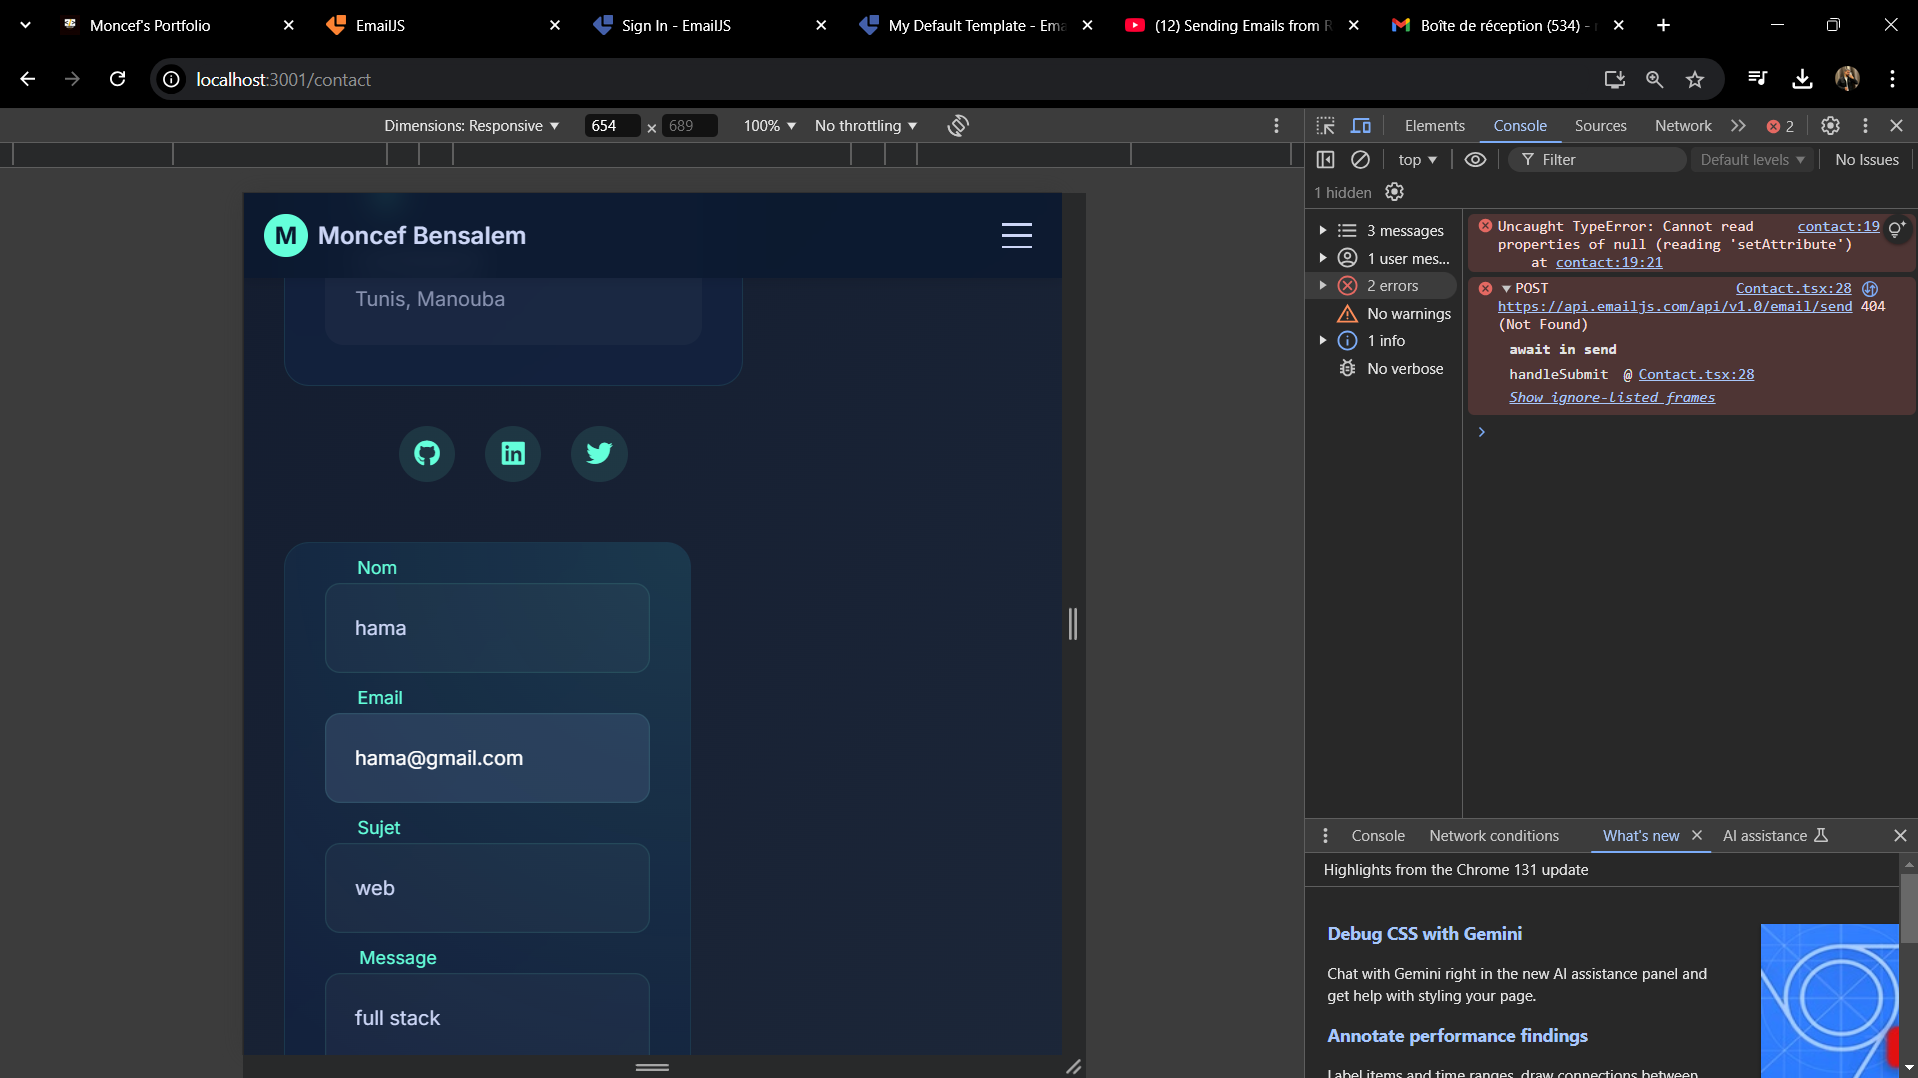 Moncef's Portfolio
EmailJS
Sign In - EmailJS
My Default Template - Ema
(12) Sending Emails from R
Boîte de réception (534) -
localhost:3001/contact
Dimensions: Responsive 654 x 689 100% No throttling
Elements Console Sources Network 2
top Filter Default levels No Issues
1 hidden
3 messages
1 user mes...
2 errors
No warnings
1 info
No verbose
Uncaught TypeError: Cannot read contact:19
properties of null (reading 'setAttribute')
at contact:19:21
POST Contact.tsx:28
https://api.emailjs.com/api/v1.0/email/send 404
(Not Found)
await in send
handleSubmit @ Contact.tsx:28
Show ignore-listed frames
M Moncef Bensalem
Tunis, Manouba
Nom
hama
Email
hama@gmail.com
Sujet
web
Message
full stack
Console Network conditions What's new AI assistance
Highlights from the Chrome 131 update
Debug CSS with Gemini
Chat with Gemini right in the new AI assistance panel and
get help with styling your page.
Annotate performance findings
Label items and time ranges, draw connections between